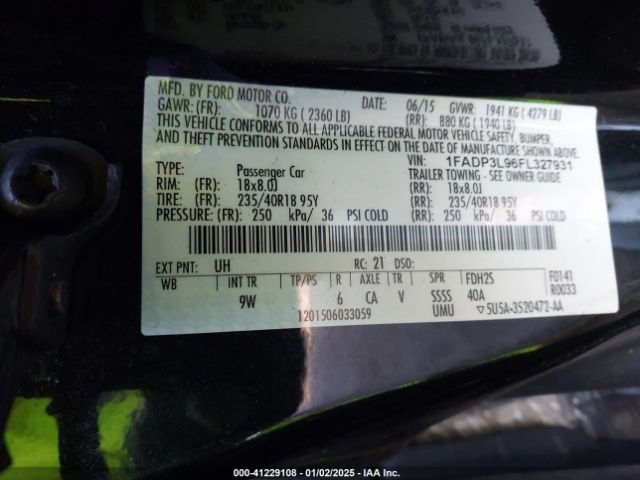 MFD. BY FORD MOTOR CO. DATE: 06/15 GVWR: 1941 KG ( 4279 LB)
GAWR: (FR): 1070 KG ( 2360 LB) (RR): 880 KG ( 1940 LB)
THIS VEHICLE CONFORMS TO ALL APPLICABLE FEDERAL MOTOR VEHICLE SAFETY, BUMPER,
AND THEFT PREVENTION STANDARDS IN EFFECT ON THE DATE OF MANUFACTURE SHOWN ABOVE.
VIN: 1FADP3L96FL327931
TYPE: Passenger Car TRAILER TOWING - SEE OWNER GUIDE
RIM: (FR): 18x8.0J (RR): 18x8.0J
TIRE: (FR): 235/40R18 95Y (RR): 235/40R18 95Y
PRESSURE: (FR): 250 kPa/ 36 PSI COLD (RR): 250 kPa/ 36 PSI COLD
EXT PNT: UH RC: 21 DSO: F0141
WB INT TR TP/PS R AXLE TR SPR FDH2S R0033
9W 6 CA V SSSS 40A
1201506033059 UMU ▽5U5A-3520472-AA
000-41229108 - 01/02/2025 - IAA Inc.